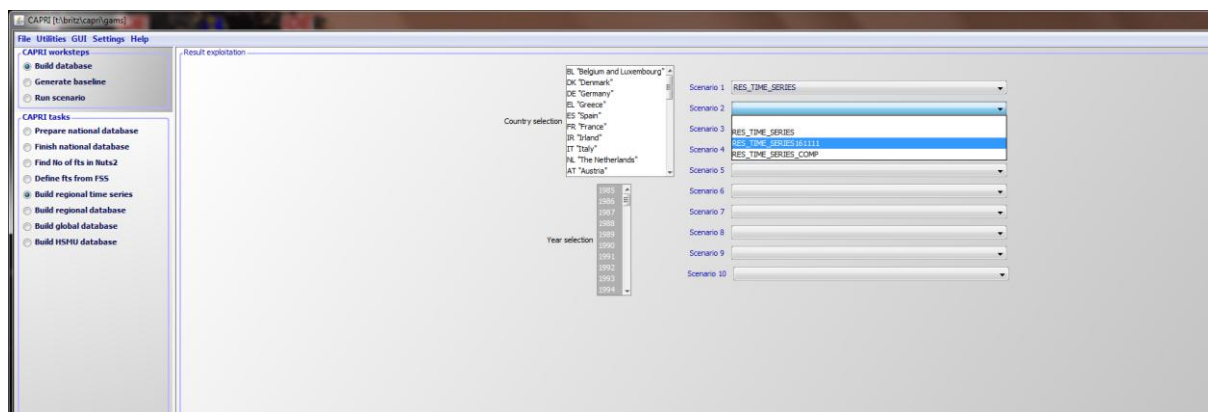 CAPRI [t:\britz\capri\gams]
File Utilities GUI Settings Help
CAPRI worksteps
Build database
Generate baseline
Run scenario
CAPRI tasks
Prepare national database
Finish national database
Find No of fts in Nuts2
Define fts from FSS
Build regional time series
Build regional database
Build global database
Build HSMU database
Result exploitation
Country selection
BL "Belgium and Luxembourg"
DK "Denmark"
DE "Germany"
EL "Greece"
ES "Spain"
FR "France"
IR "Irland"
IT "Italy"
NL "The Netherlands"
AT "Austria"
Year selection
1985
1986
1987
1988
1989
1990
1991
1992
1993
1994
Scenario 1 RES_TIME_SERIES
Scenario 2
RES_TIME_SERIES
RES_TIME_SERIES161111
RES_TIME_SERIES_COMP
Scenario 3
Scenario 4
Scenario 5
Scenario 6
Scenario 7
Scenario 8
Scenario 9
Scenario 10